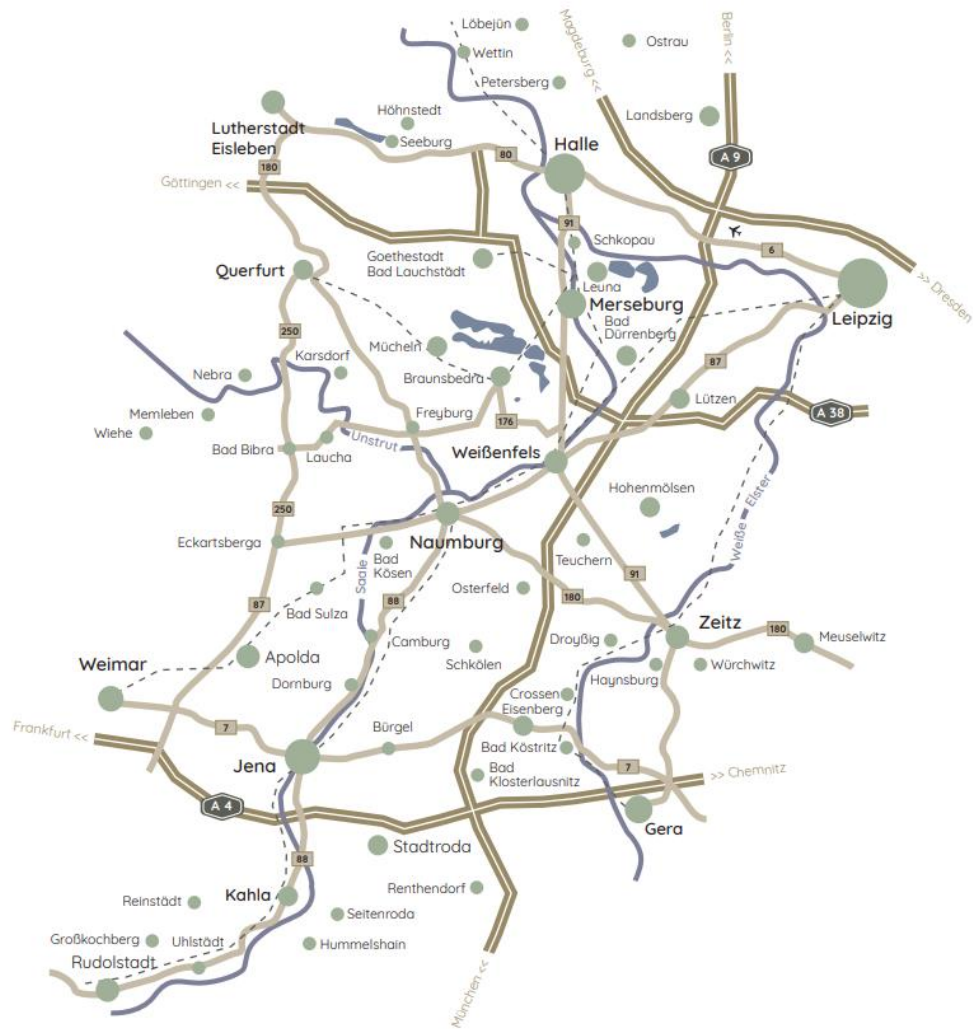 Löbejün
Wettin
Ostrau
Magdeburg <<
Berlin <<
Petersberg
Landsberg
Höhnstedt
Seeburg
Lutherstadt
Eisleben
Halle
80
A 9
180
Göttingen <<
91
Schkopau
6
Goethestadt
Bad Lauchstädt
Querfurt
Leuna
Merseburg
>> Dresden
Leipzig
Bad
Dürrenberg
250
Mücheln
Karsdorf
87
Nebra
Braunsbedra
Lützen
Memleben
Freyburg
176
A 38
Wiehe
Bad Bibra
Laucha
Unstrut
Weißenfels
Hohenmölsen
Weiße Elster
250
Eckartsberga
Naumburg
Bad
Kösen
Teuchern
Saale
91
Osterfeld
180
87
88
Bad Sulza
Zeitz
180
Meuselwitz
Camburg
Droyßig
Weimar
Apolda
Schkölen
Haynsburg
Würchwitz
Dornburg
Crossen
Eisenberg
Frankfurt <<
7
Bürgel
Bad Köstritz
Jena
7
Bad
Klosterlausnitz
>> Chemnitz
A 4
Gera
Stadtroda
88
Kahla
Renthendorf
Reinstädt
Seitenroda
Großkochberg
Uhlstädt
Hummelshain
Rudolstadt
München <<